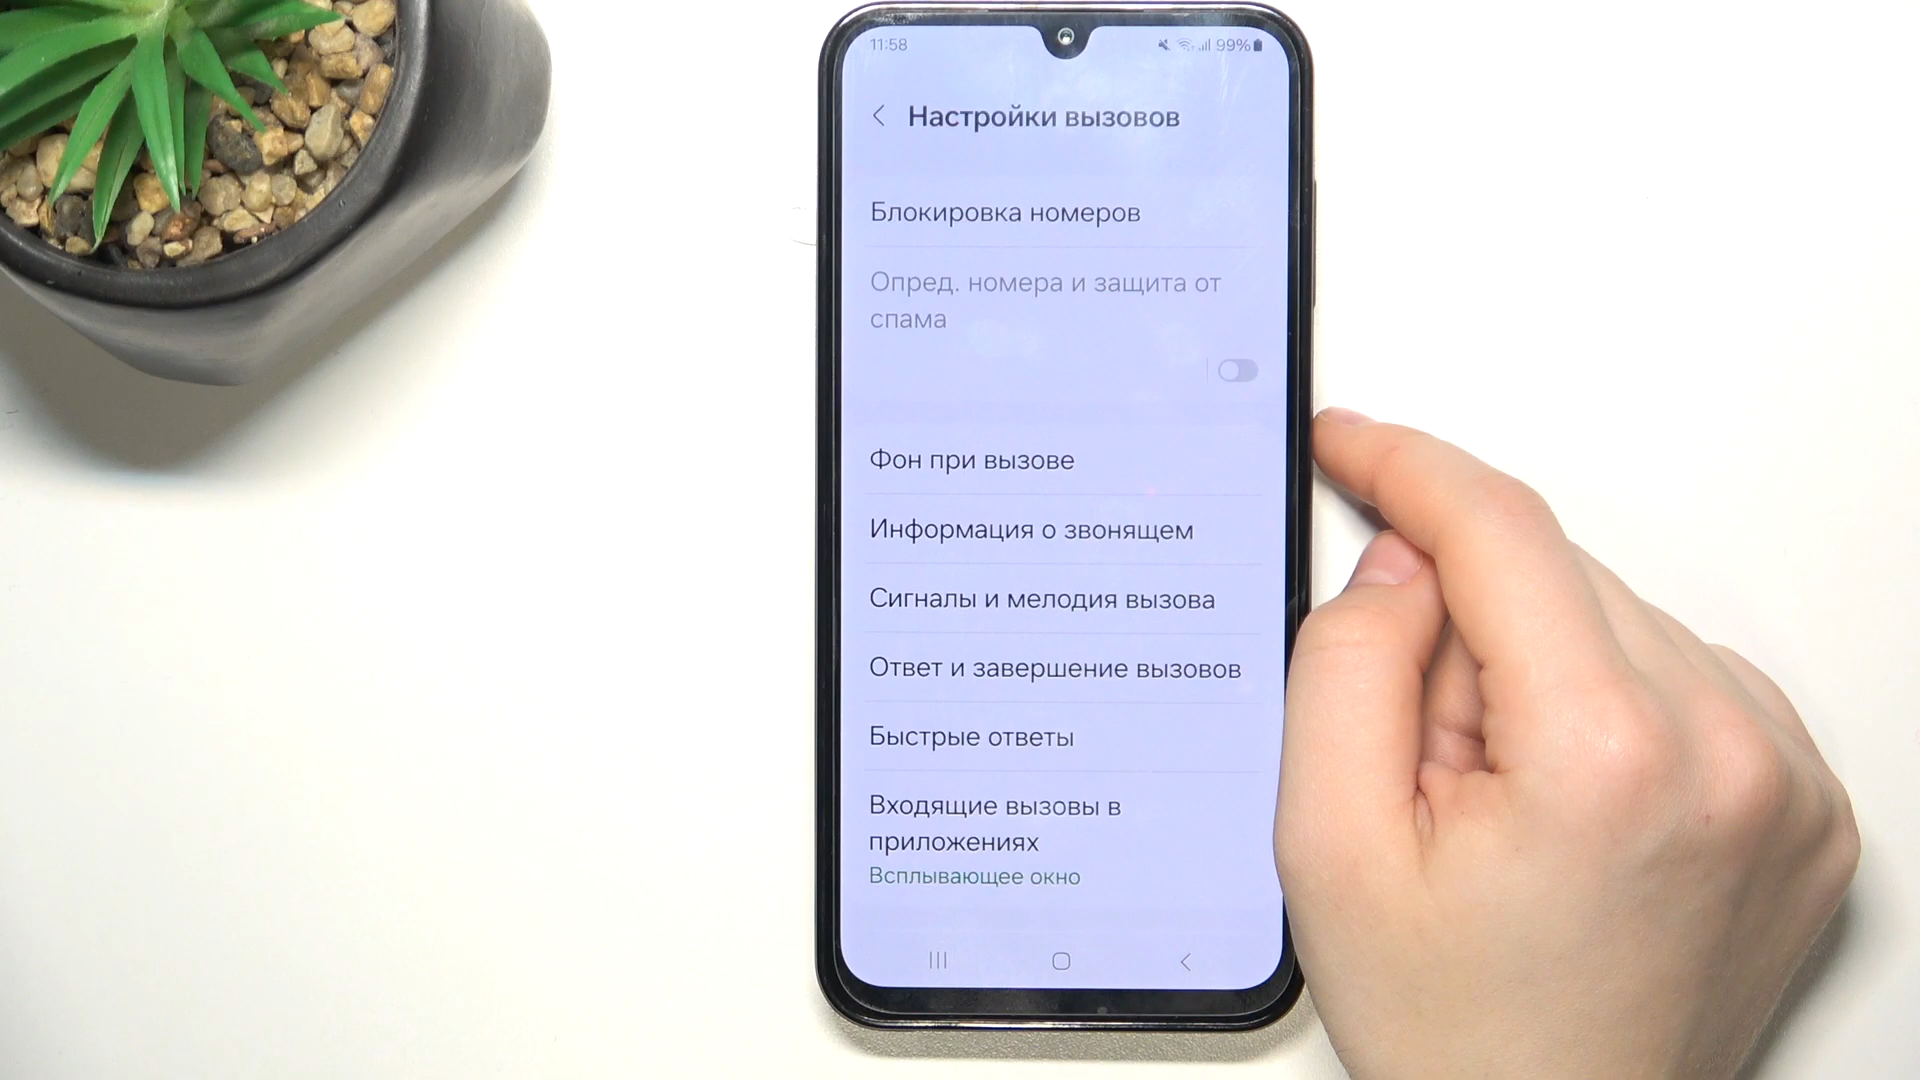 11:58
99%
Настройки вызовов
Блокировка номеров
Опред. номера и защита от
спама
Фон при вызове
Информация о звонящем
Сигналы и мелодия вызова
Ответ и завершение вызовов
Быстрые ответы
Входящие вызовы в
приложениях
Всплывающее окно